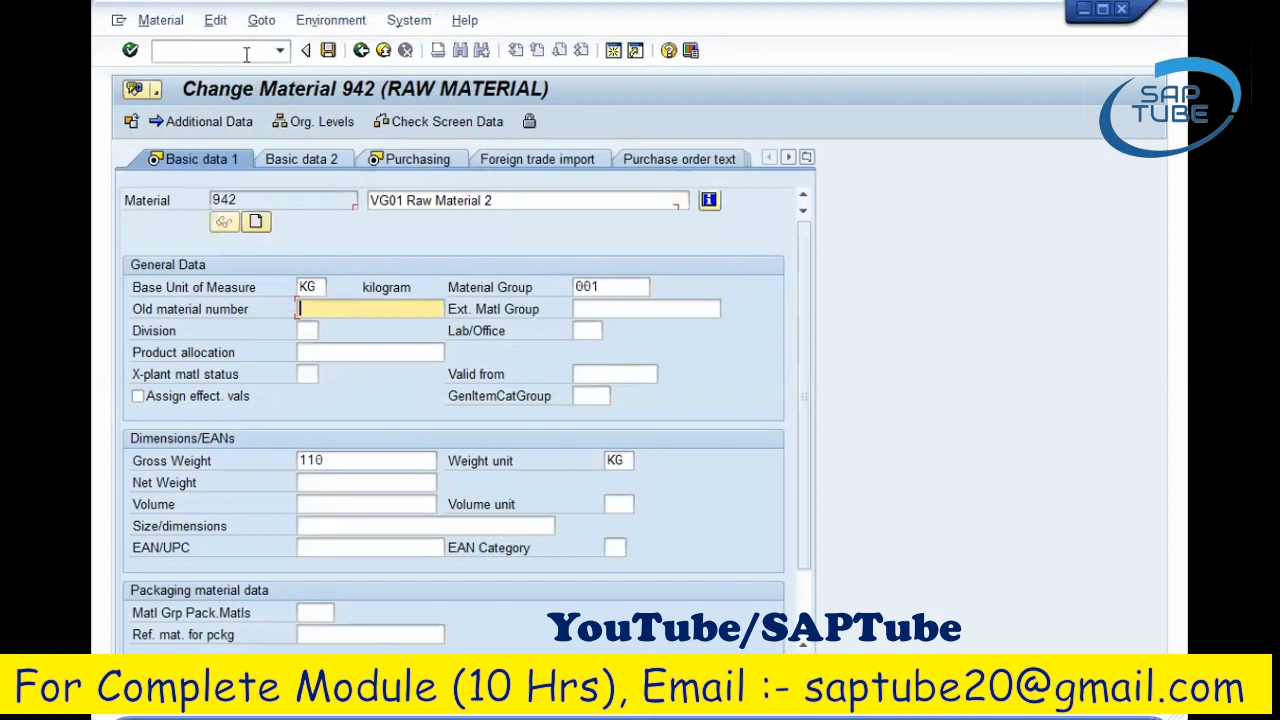 Material Edit Goto Environment System Help
Change Material 942 (RAW MATERIAL)
SAP
TUBE
Additional Data Org. Levels Check Screen Data
Basic data 1 Basic data 2 Purchasing Foreign trade import Purchase order text
Material 942 VG01 Raw Material 2
General Data
Base Unit of Measure KG kilogram Material Group 001
Old material number Ext. Matl Group
Division Lab/Office
Product allocation
X-plant matl status Valid from
Assign effect. vals GenItemCatGroup
Dimensions/EANs
Gross Weight 110 Weight unit KG
Net Weight
Volume Volume unit
Size/dimensions
EAN/UPC EAN Category
Packaging material data
Matl Grp Pack.Matls
Ref. mat. for pckg
YouTube/SAPTube
For Complete Module (10 Hrs), Email :- saptube20@gmail.com